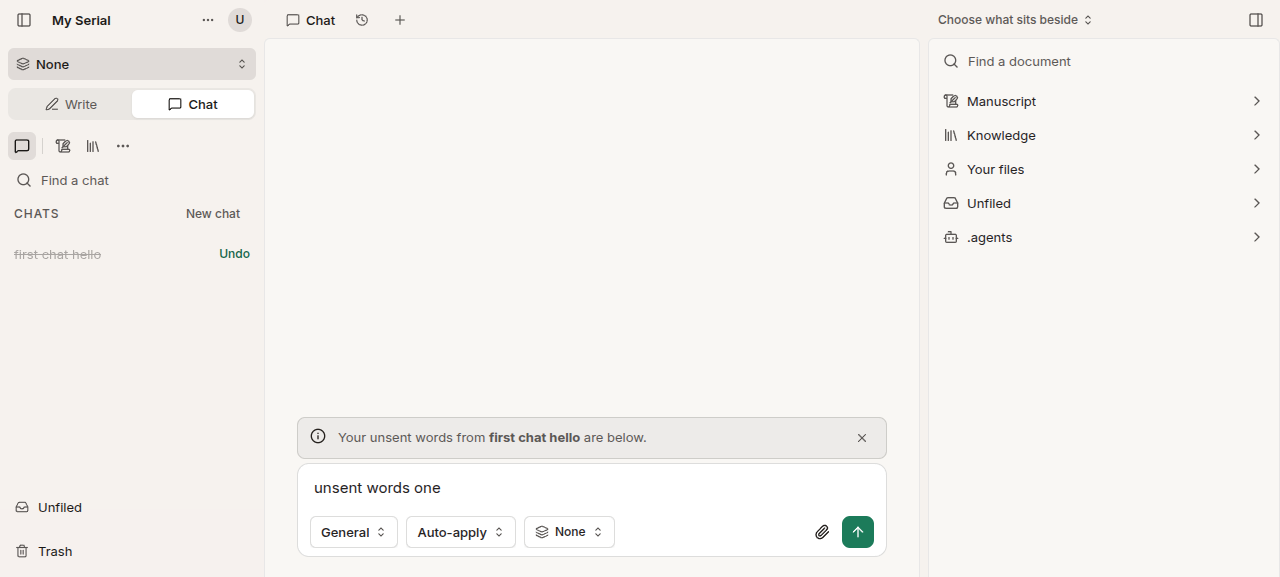 My Serial
U
None
Write
Chat
Find a chat
CHATS
New chat
first chat hello
Undo
Unfiled
Trash
Chat
Your unsent words from first chat hello are below.
unsent words one
General
Auto-apply
None
Choose what sits beside
Find a document
Manuscript
Knowledge
Your files
Unfiled
.agents